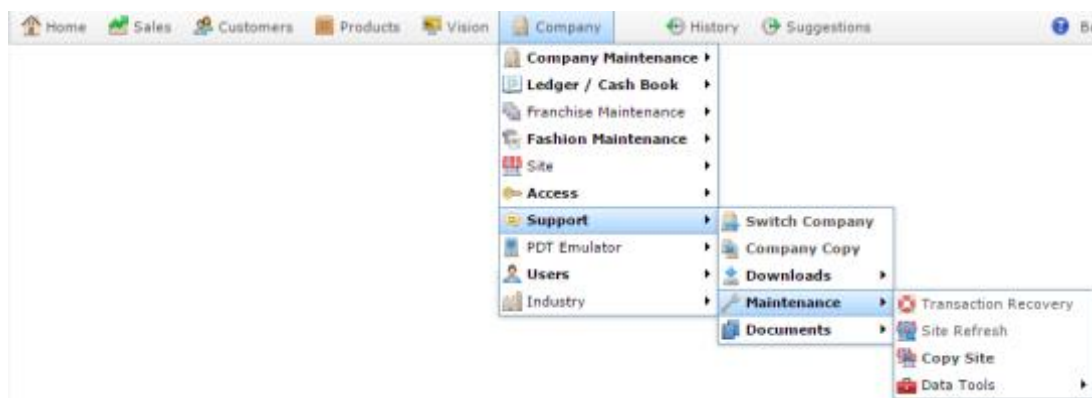 Home Sales Customers Products Vision Company History Suggestions
Company Maintenance
Ledger / Cash Book
Franchise Maintenance
Fashion Maintenance
Site
Access
Support
PDT Emulator
Users
Industry
Switch Company
Company Copy
Downloads
Maintenance
Documents
Transaction Recovery
Site Refresh
Copy Site
Data Tools